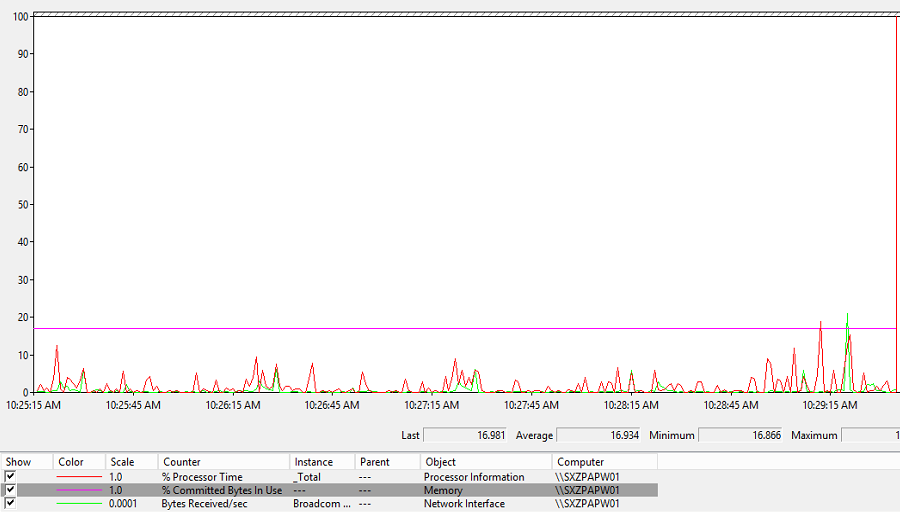 100
90
80
70
60
50
40
30
20
10
0
10:25:15 AM 10:25:45 AM 10:26:15 AM 10:26:45 AM 10:27:15 AM 10:27:45 AM 10:28:15 AM 10:28:45 AM 10:29:15 AM
Last 16.981 Average 16.934 Minimum 16.866 Maximum 1
Show Color Scale Counter Instance Parent Object Computer
1.0 % Processor Time _Total --- Processor Information \\SXZPAPW01
1.0 % Committed Bytes In Use --- --- Memory \\SXZPAPW01
0.0001 Bytes Received/sec Broadcom ... --- Network Interface \\SXZPAPW01